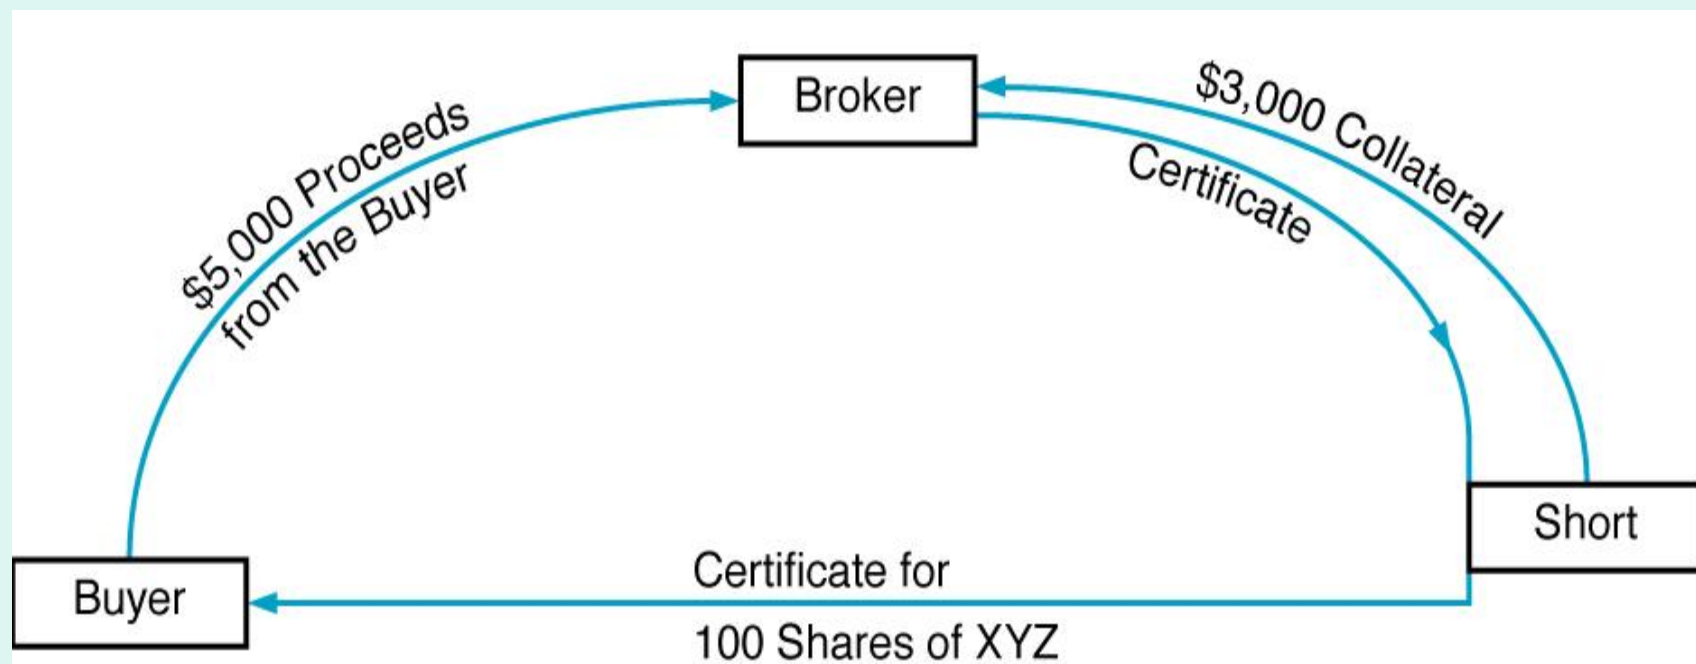 Broker
$3,000 Collateral
Certificate
$5,000 Proceeds
from the Buyer
Short
Buyer
Certificate for
100 Shares of XYZ